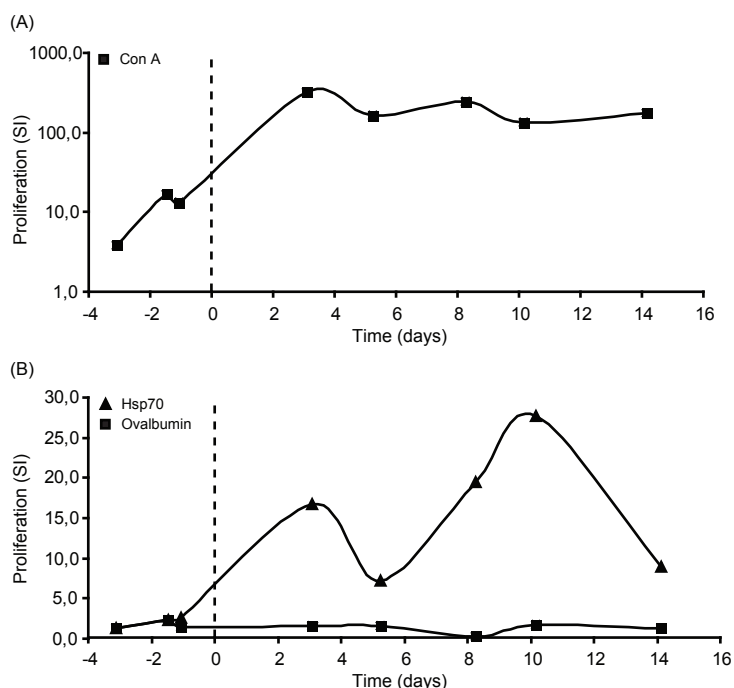 (A)
1000,0
Con A
100,0
10,0
1,0
Proliferation (SI)
-4 -2 0 2 4 6 8 10 12 14 16
Time (days)
(B)
30,0
Hsp70
Ovalbumin
25,0
20,0
15,0
10,0
5,0
0,0
Proliferation (SI)
-4 -2 0 2 4 6 8 10 12 14 16
Time (days)